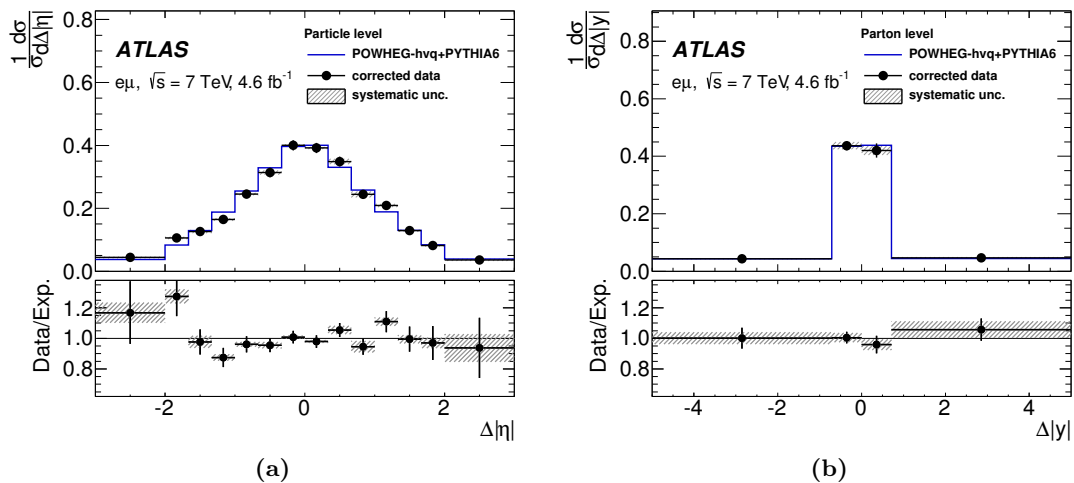 1/σ dσ/dΔ|η|
0.8
0.6
0.4
0.2
0.0
ATLAS
eμ, √s = 7 TeV, 4.6 fb⁻¹
Particle level
POWHEG-hvq+PYTHIA6
corrected data
systematic unc.
Data/Exp.
1.2
1.0
0.8
-2 0 2
Δ|η|
(a)
1/σ dσ/dΔ|y|
0.8
0.6
0.4
0.2
0.0
ATLAS
eμ, √s = 7 TeV, 4.6 fb⁻¹
Parton level
POWHEG-hvq+PYTHIA6
corrected data
systematic unc.
Data/Exp.
1.2
1.0
0.8
-4 -2 0 2 4
Δ|y|
(b)